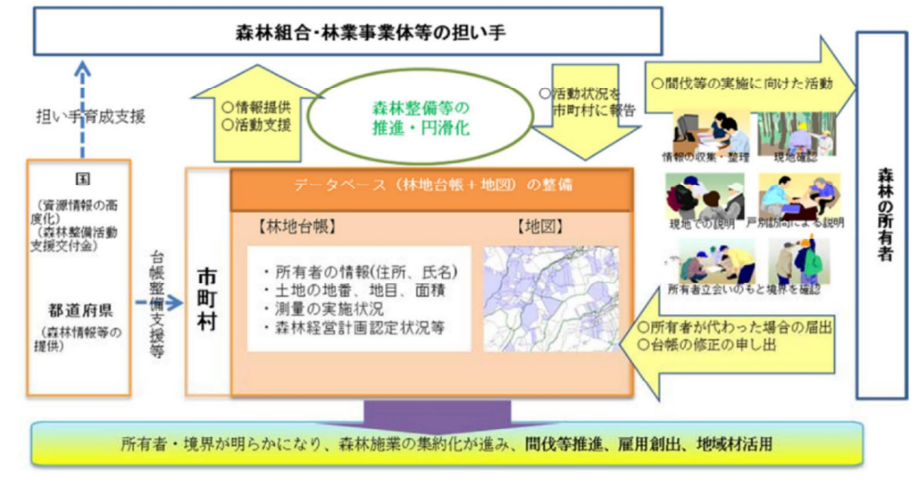 森林組合・林業事業体等の担い手
担い手育成支援
○情報提供
○活動支援
森林整備等の
推進・円滑化
○活動状況を
市町村に報告
○間伐等の実施に向けた活動
情報の収集・整理
現地確認
現地での説明
戸別訪問による説明
所有者立会いのもと境界を確認
森林の所有者
国
(資源情報の高
度化)
(森林整備活動
支援交付金)
都道府県
(森林情報等の
提供)
台帳整備支援等
市町村
データベース(林地台帳+地図)の整備
【林地台帳】
・所有者の情報(住所、氏名)
・土地の地番、地目、面積
・測量の実施状況
・森林経営計画認定状況等
【地図】
○所有者が代わった場合の届出
○台帳の修正の申し出
所有者・境界が明らかになり、森林施業の集約化が進み、間伐等推進、雇用創出、地域材活用